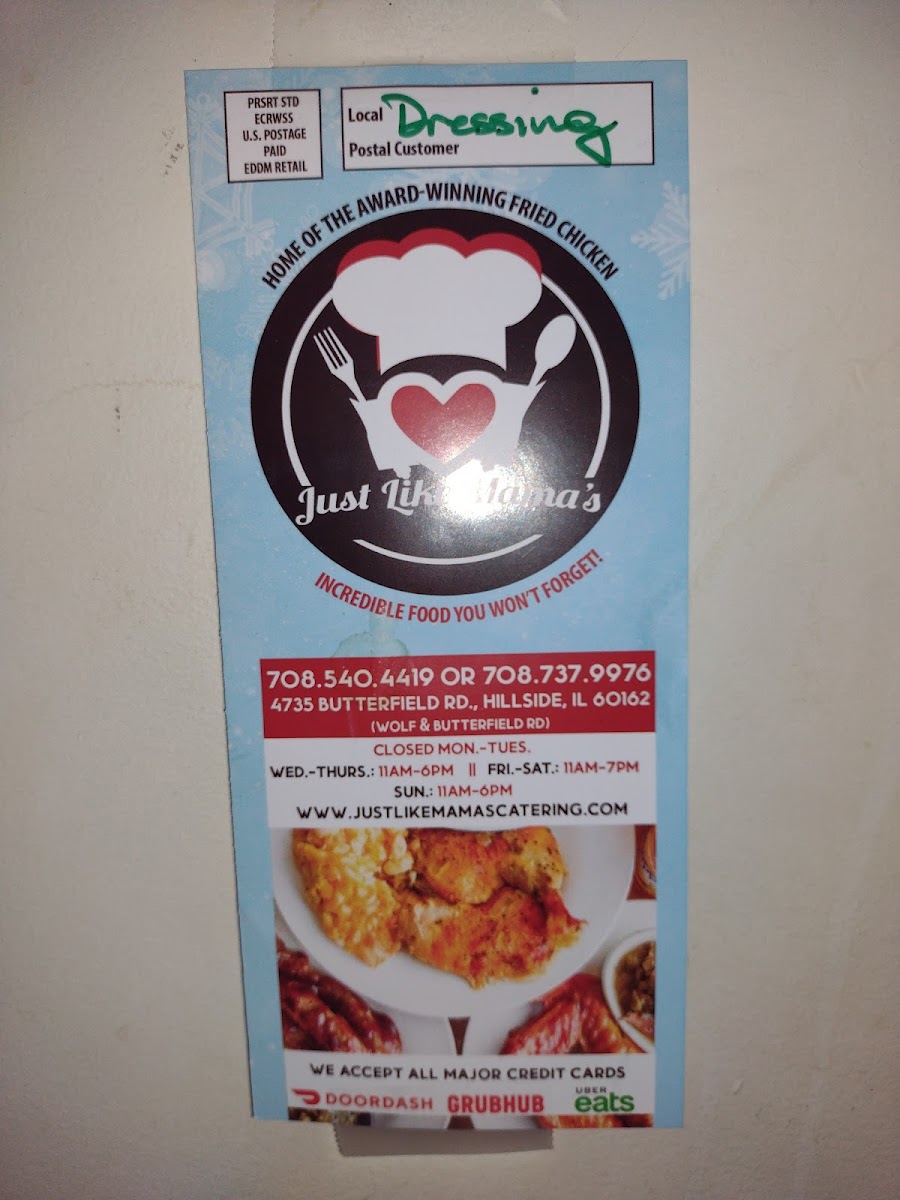 PRSRT STD
ECRWSS
U.S. POSTAGE
PAID
EDDM RETAIL
Local Dressing
Postal Customer
HOME OF THE AWARD-WINNING FRIED CHICKEN
Just Like Mama's
INCREDIBLE FOOD YOU WON'T FORGET!
708.540.4419 OR 708.737.9976
4735 BUTTERFIELD RD., HILLSIDE, IL 60162
(WOLF & BUTTERFIELD RD)
CLOSED MON.-TUES.
WED.-THURS.: 11AM-6PM || FRI.-SAT.: 11AM-7PM
SUN.: 11AM-6PM
WWW.JUSTLIKEMAMASCATERING.COM
WE ACCEPT ALL MAJOR CREDIT CARDS
DOORDASH GRUBHUB UBER eats